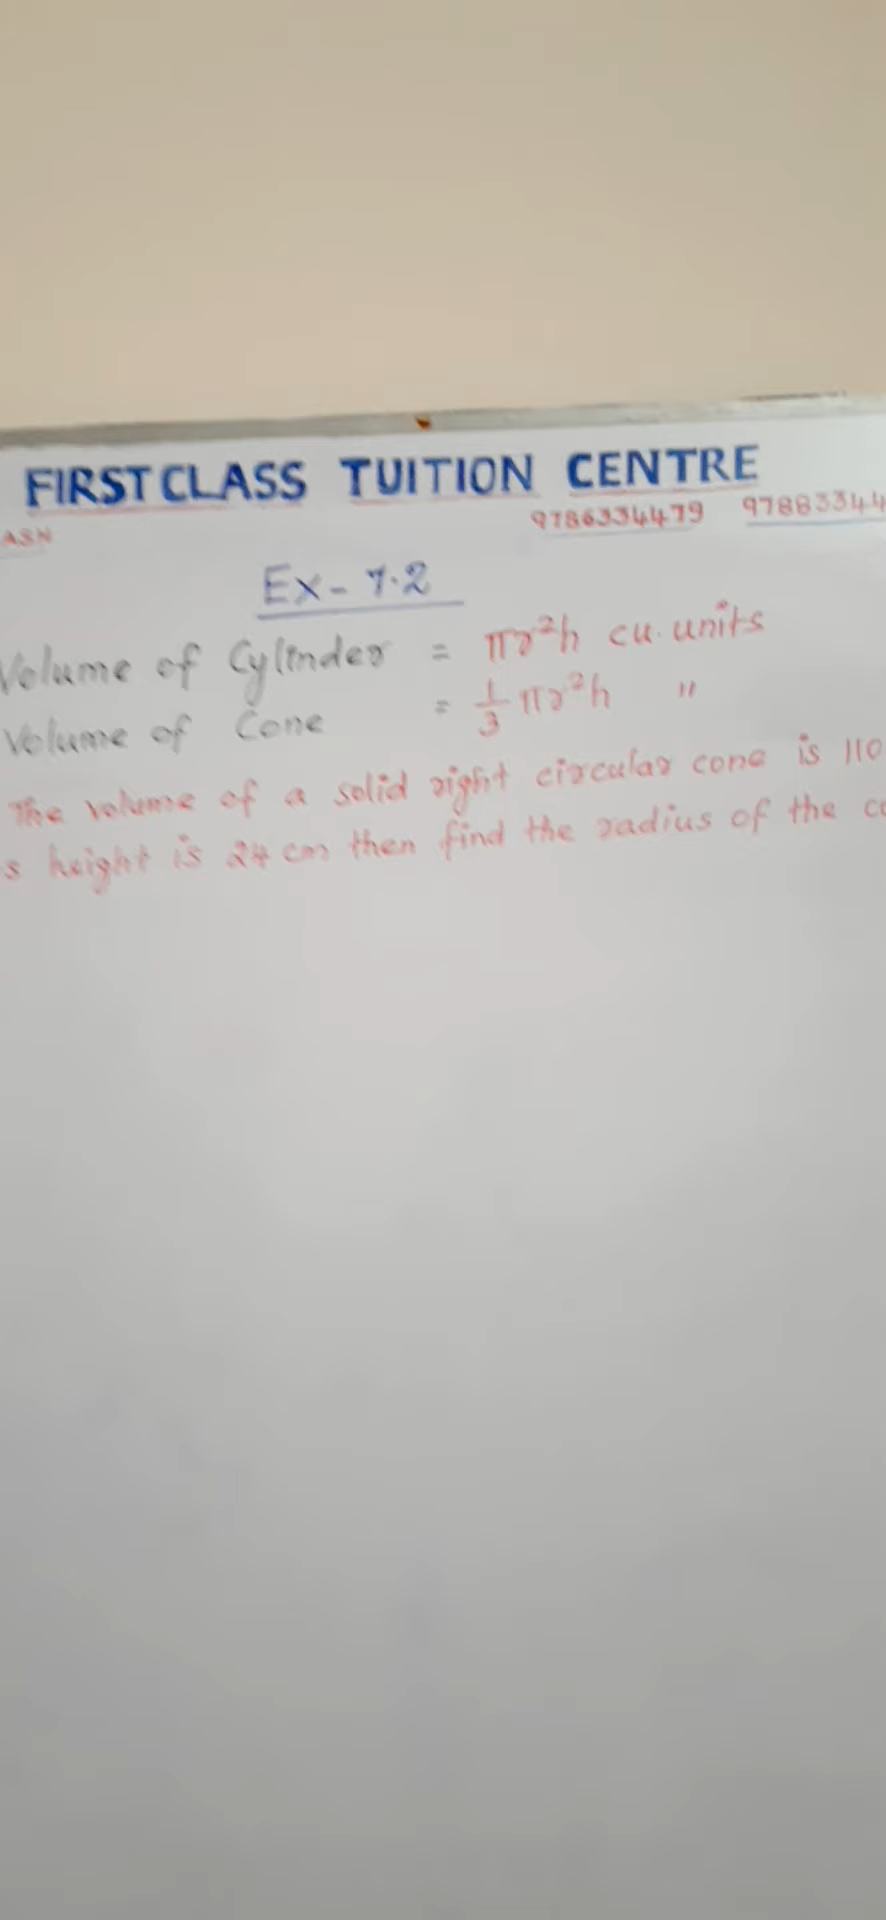 FIRST CLASS TUITION CENTRE
ASN 9786334479 97883344
Ex - 7.2
Volume of Cylinder = πr²h cu. units
Volume of Cone = 1/3 πr²h "
The volume of a solid right circular cone is 110
s height is 24 cm then find the radius of the co